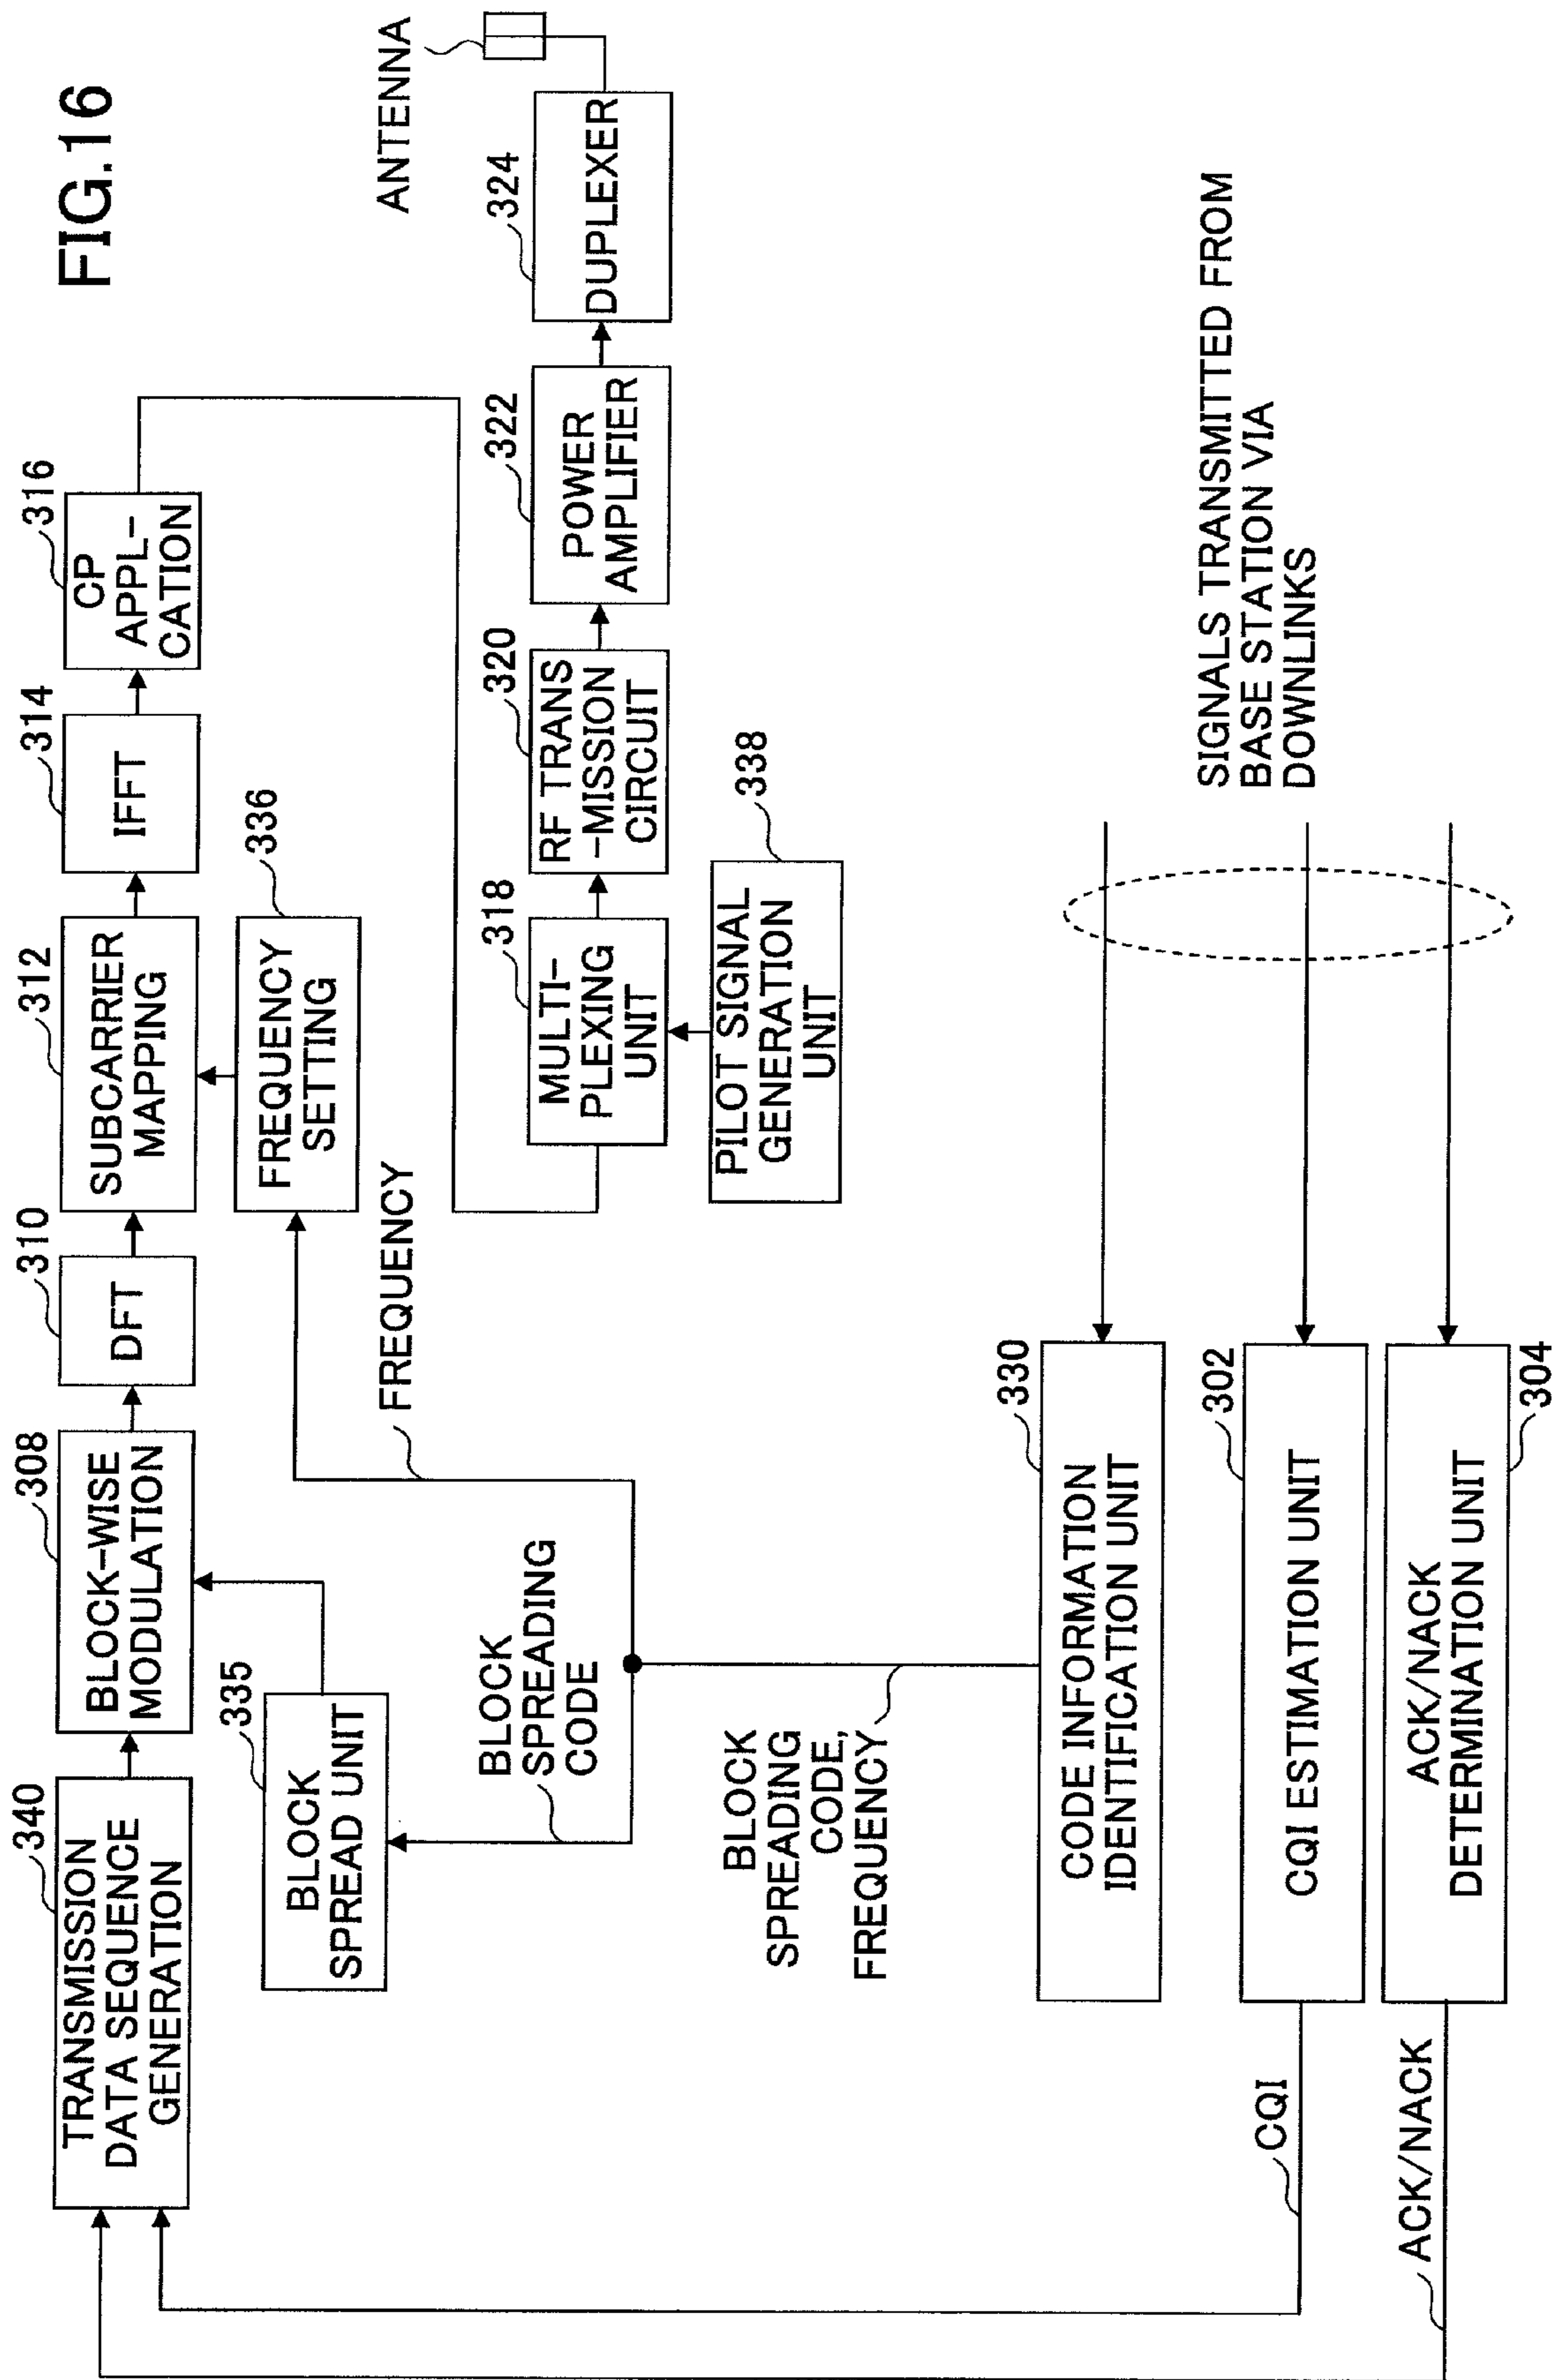 FIG.16
340
TRANSMISSION
DATA SEQUENCE
GENERATION
308
BLOCK-WISE
MODULATION
310
DFT
312
SUBCARRIER
MAPPING
314
IFFT
316
CP
APPL-
CATION
335
BLOCK
SPREAD UNIT
336
FREQUENCY
SETTING
ANTENNA
FREQUENCY
BLOCK
SPREADING
CODE
318
MULTI-
PLEXING
UNIT
320
RF TRANS
-MISSION
CIRCUIT
322
POWER
AMPLIFIER
324
DUPLEXER
338
PILOT SIGNAL
GENERATION
UNIT
BLOCK
SPREADING
CODE,
FREQUENCY
330
CODE INFORMATION
IDENTIFICATION UNIT
302
CQI ESTIMATION UNIT
304
ACK/NACK
DETERMINATION UNIT
CQI
ACK/NACK
SIGNALS TRANSMITTED FROM
BASE STATION VIA
DOWNLINKS